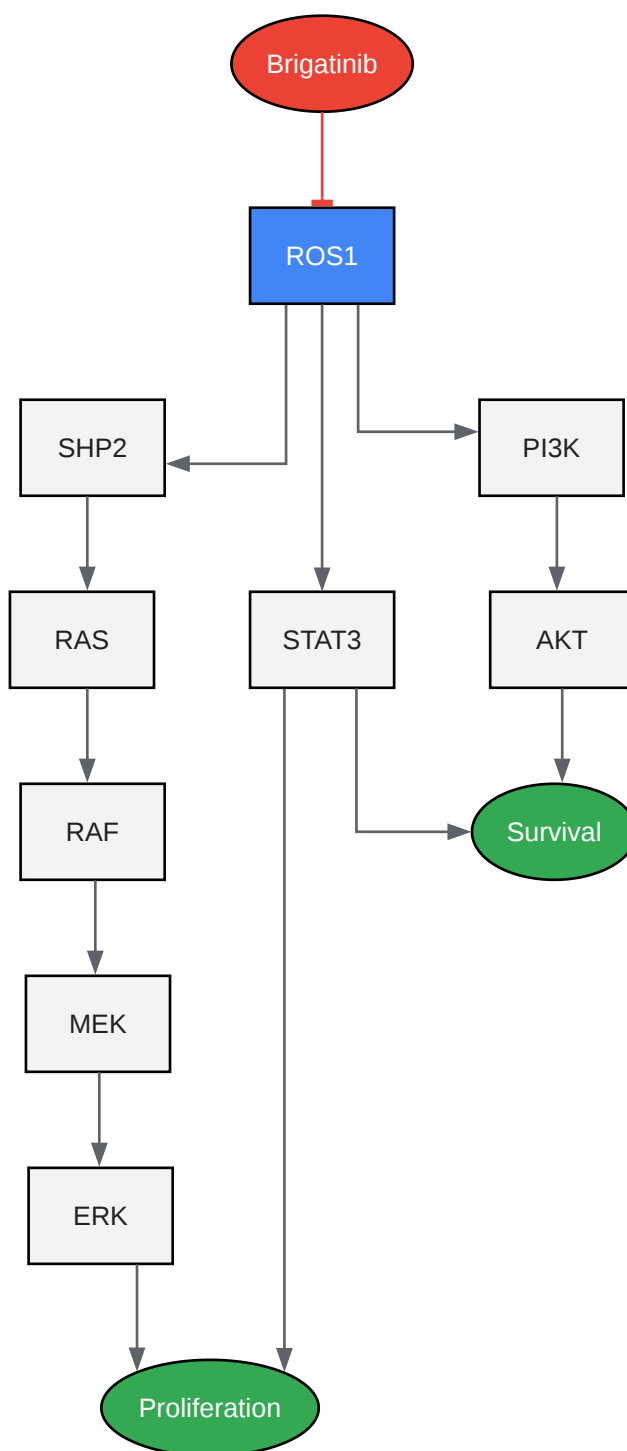 Brigatinib
ROS1
SHP2
PI3K
RAS
STAT3
AKT
RAF
Survival
MEK
ERK
Proliferation